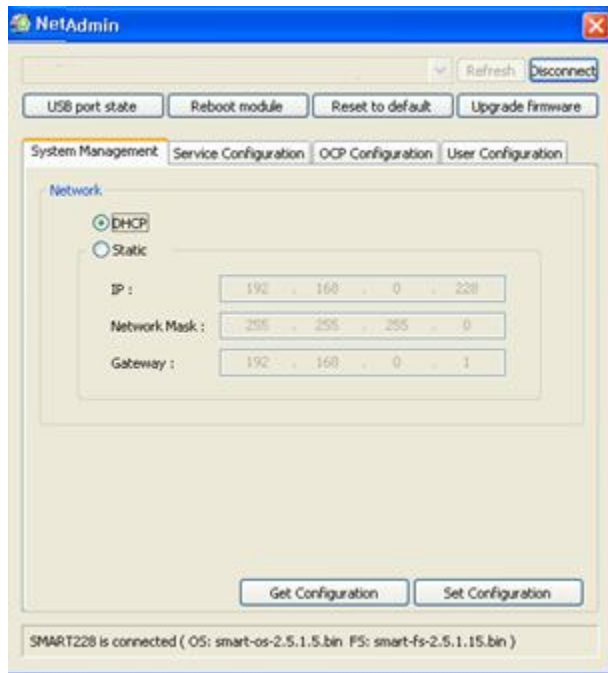 NetAdmin
Refresh Disconnect
USB port state Reboot module Reset to default Upgrade firmware
System Management Service Configuration OCP Configuration User Configuration
Network
DHCP
Static
IP : 192 . 168 . 0 . 228
Network Mask : 255 . 255 . 255 . 0
Gateway : 192 . 168 . 0 . 1
Get Configuration Set Configuration
SMART228 is connected ( OS: smart-os-2.5.1.5.bin FS: smart-fs-2.5.1.15.bin )